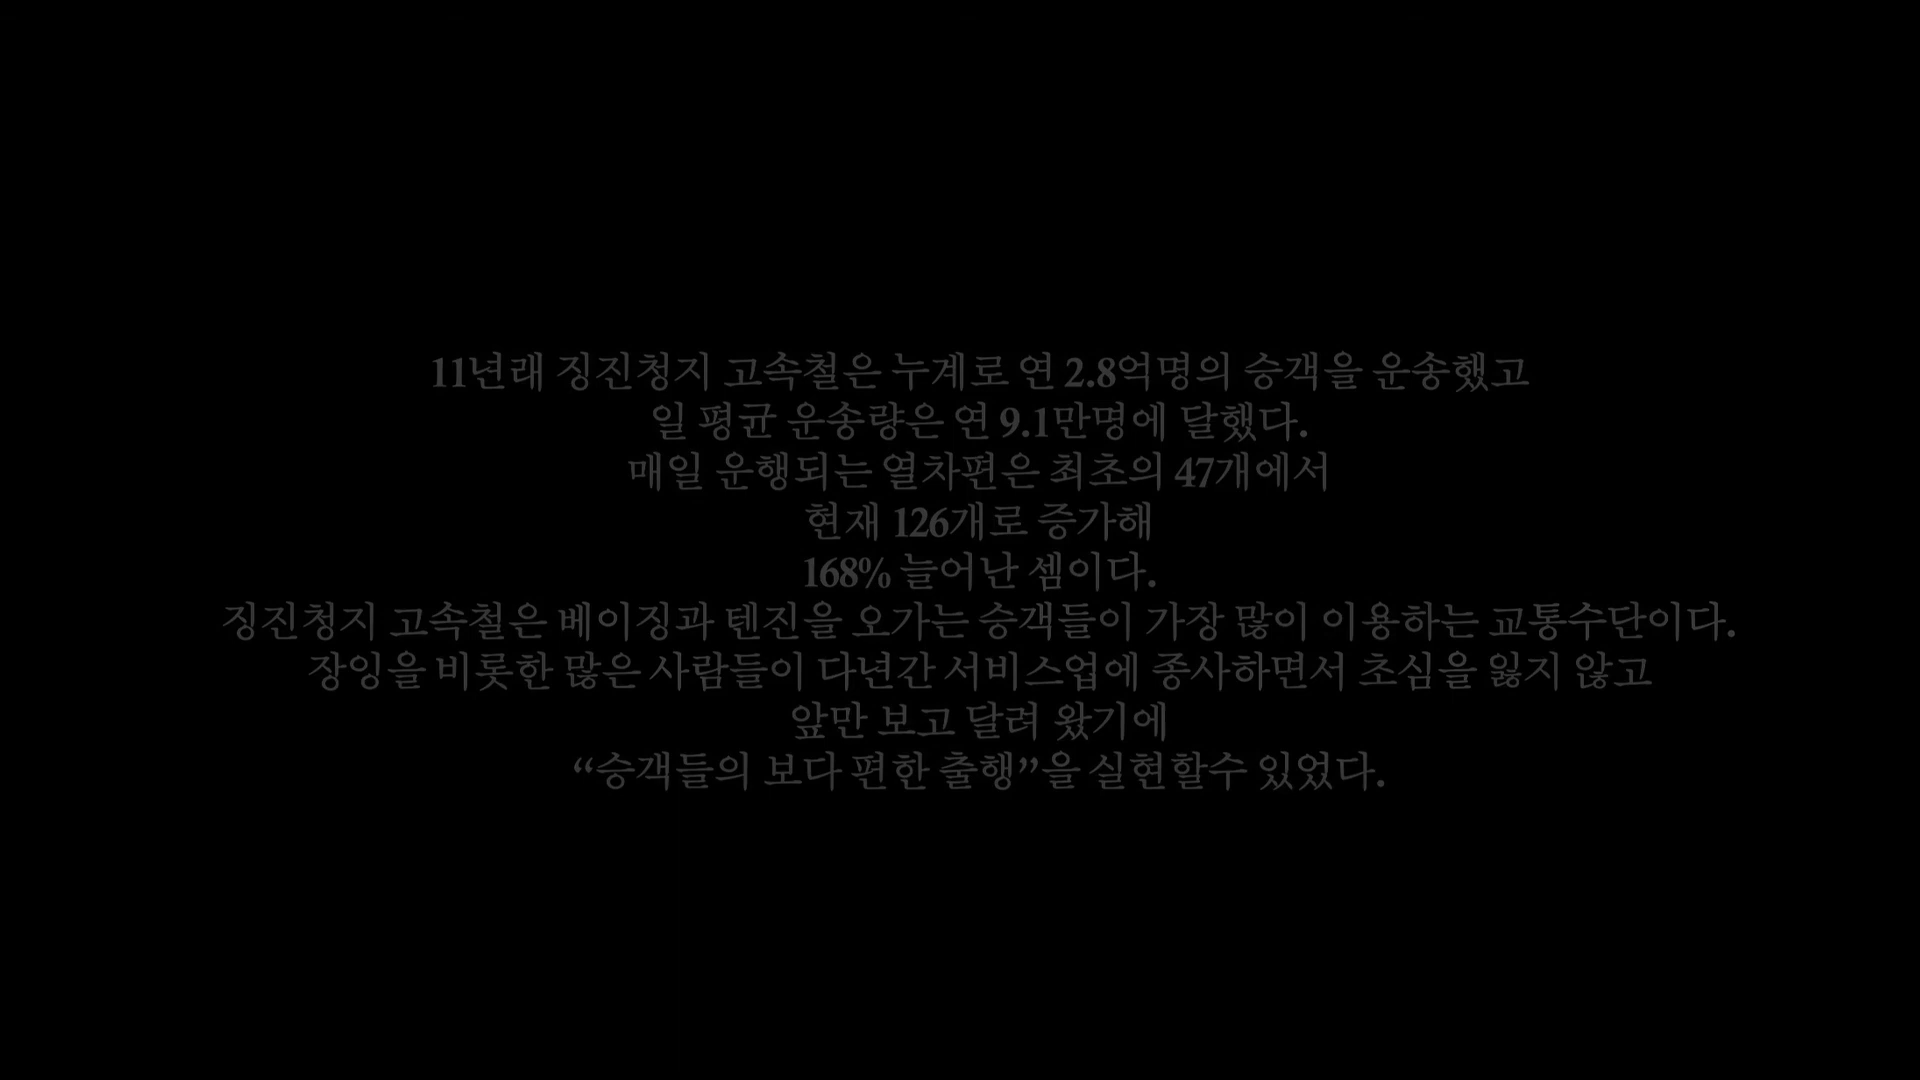 11년래 징진청지 고속철은 누계로 연 2.8억명의 승객을 운송했고
일 평균 운송량은 연 9.1만명에 달했다.
매일 운행되는 열차편은 최초의 47개에서
현재 126개로 증가해
168% 늘어난 셈이다.
징진청지 고속철은 베이징과 텐진을 오가는 승객들이 가장 많이 이용하는 교통수단이다.
장잉을 비롯한 많은 사람들이 다년간 서비스업에 종사하면서 초심을 잃지 않고
앞만 보고 달려 왔기에
“승객들의 보다 편한 출행”을 실현할수 있었다.